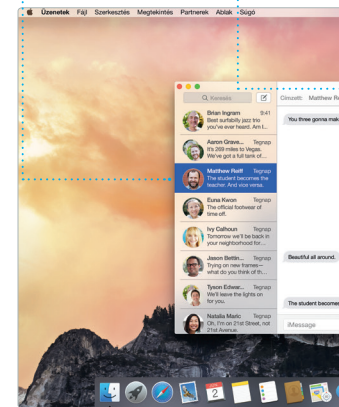 Üzenetek Fájl Szerkesztés Megtekintés Partnerek Ablak Súgó
Keresés
Címzett: Matthew Re
Brian Ingram 9:41
Best surfabilly jazz trio
you've ever heard. Am I...
You three gonna mak
Aaron Grave... Tegnap
It's 269 miles to Vegas.
We've got a full tank of...
Matthew Reiff Tegnap
The student becomes the
teacher. And vice versa.
Euna Kwon Tegnap
The official footwear of
time off.
Ivy Calhoun Tegnap
Tomorrow we'll be back in
your neighborhood for...
Jason Bettin... Tegnap
Trying on new frames—
what do you think of th...
Beautiful all around.
Tyson Edwar... Tegnap
We'll leave the lights on
for you.
Natalia Maric Tegnap
Oh, I'm on 21st Street, not
21st Avenue.
The student becomes
iMessage
2